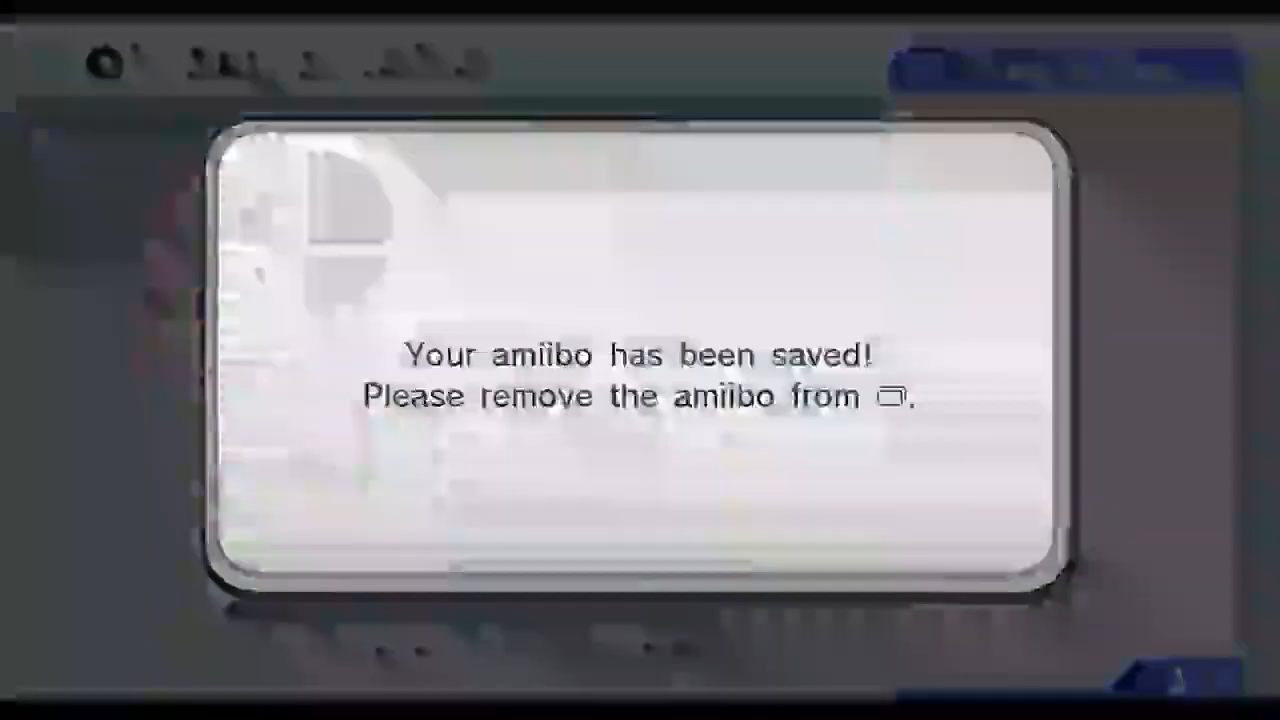 Your amiibo has been saved!
Please remove the amiibo from ▭.